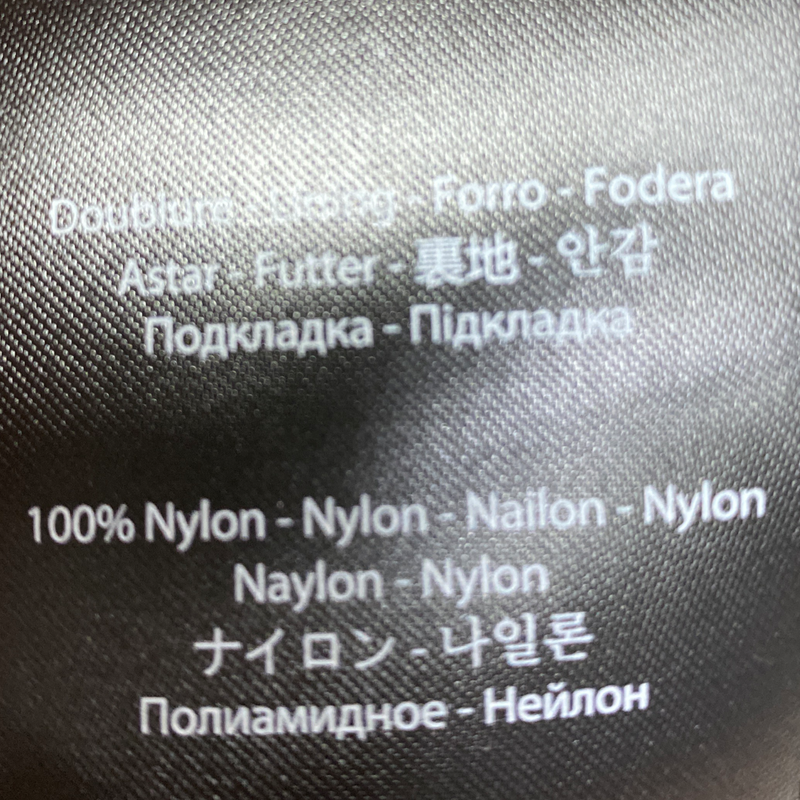 Doublure - Lining - Forro - Fodera
Astar - Futter - 裏地 - 안감
Подкладка - Підкладка
100% Nylon - Nylon - Nailon - Nylon
Naylon - Nylon
ナイロン - 나일론
Полиамидное - Нейлон